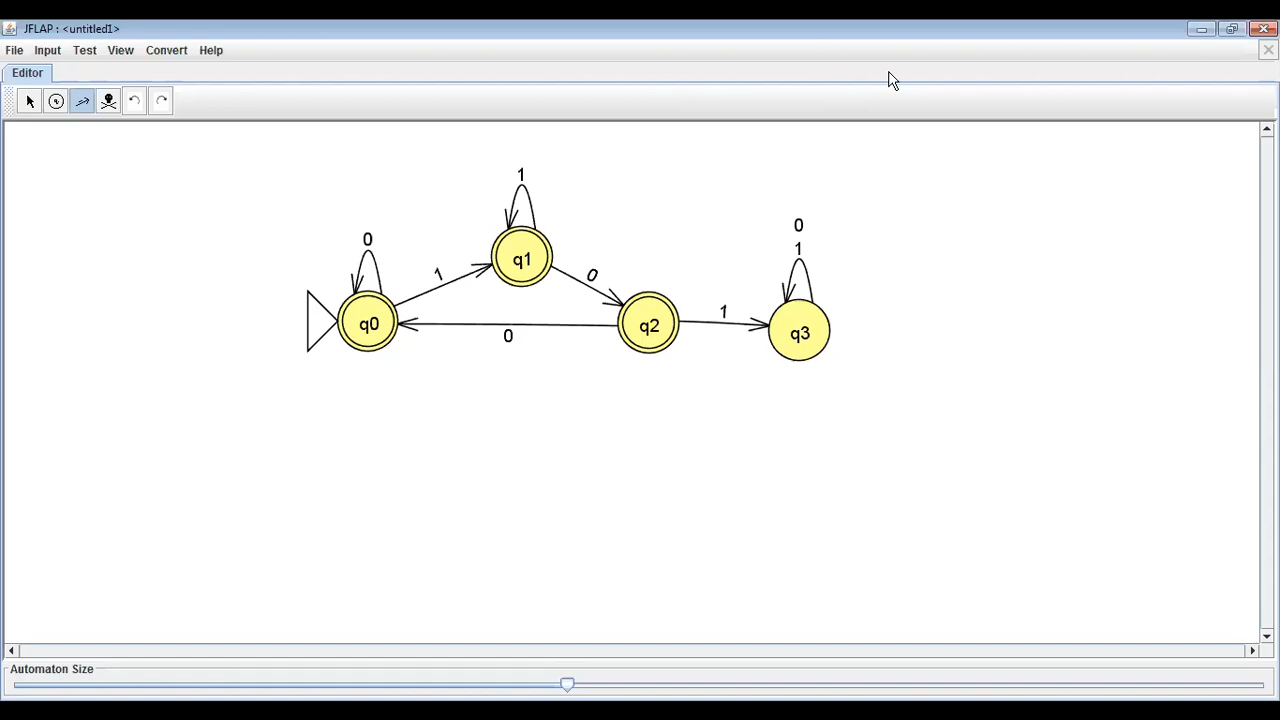 JFLAP : <untitled1>
File Input Test View Convert Help
Editor
1
0
0
1
1
q1
0
q0
0
q2
1
q3
Automaton Size